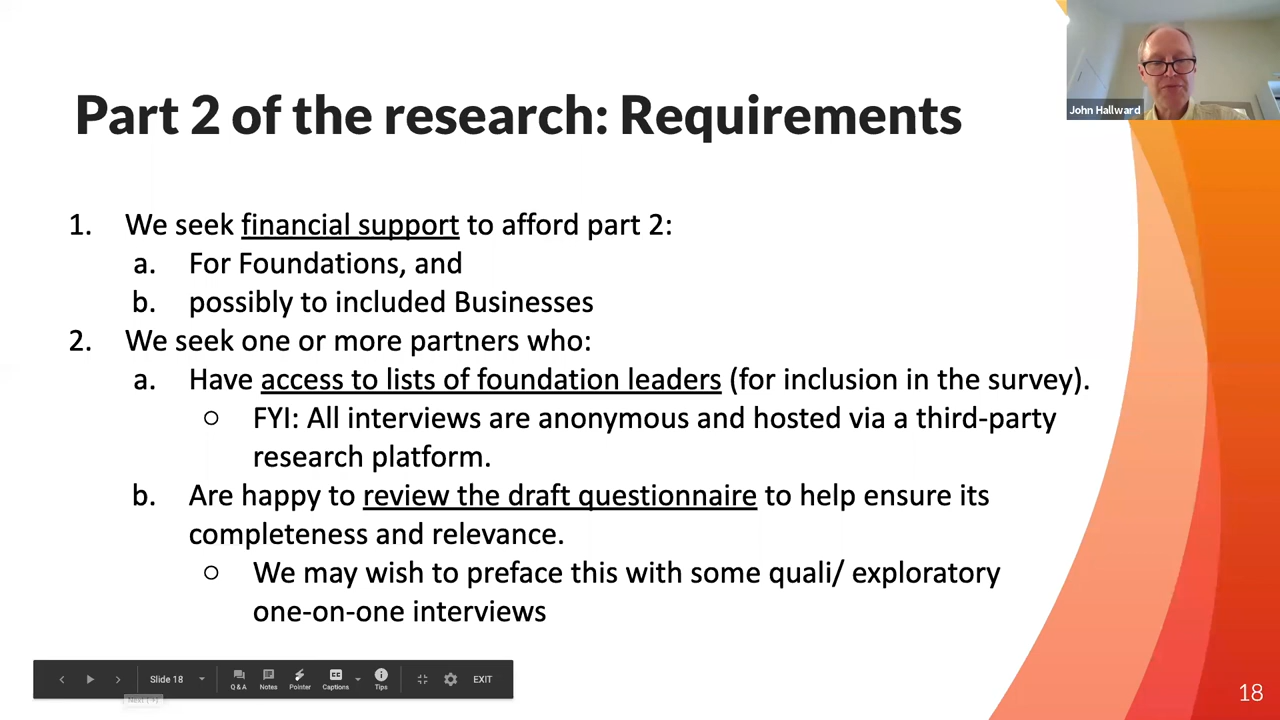 John Hallward
Part 2 of the research: Requirements
1. We seek financial support to afford part 2:
a. For Foundations, and
b. possibly to included Businesses
2. We seek one or more partners who:
a. Have access to lists of foundation leaders (for inclusion in the survey).
○ FYI: All interviews are anonymous and hosted via a third-party
research platform.
b. Are happy to review the draft questionnaire to help ensure its
completeness and relevance.
○ We may wish to preface this with some quali/ exploratory
one-on-one interviews
Slide 18 Q&A Notes Pointer Captions Tips EXIT
Next (→)
18